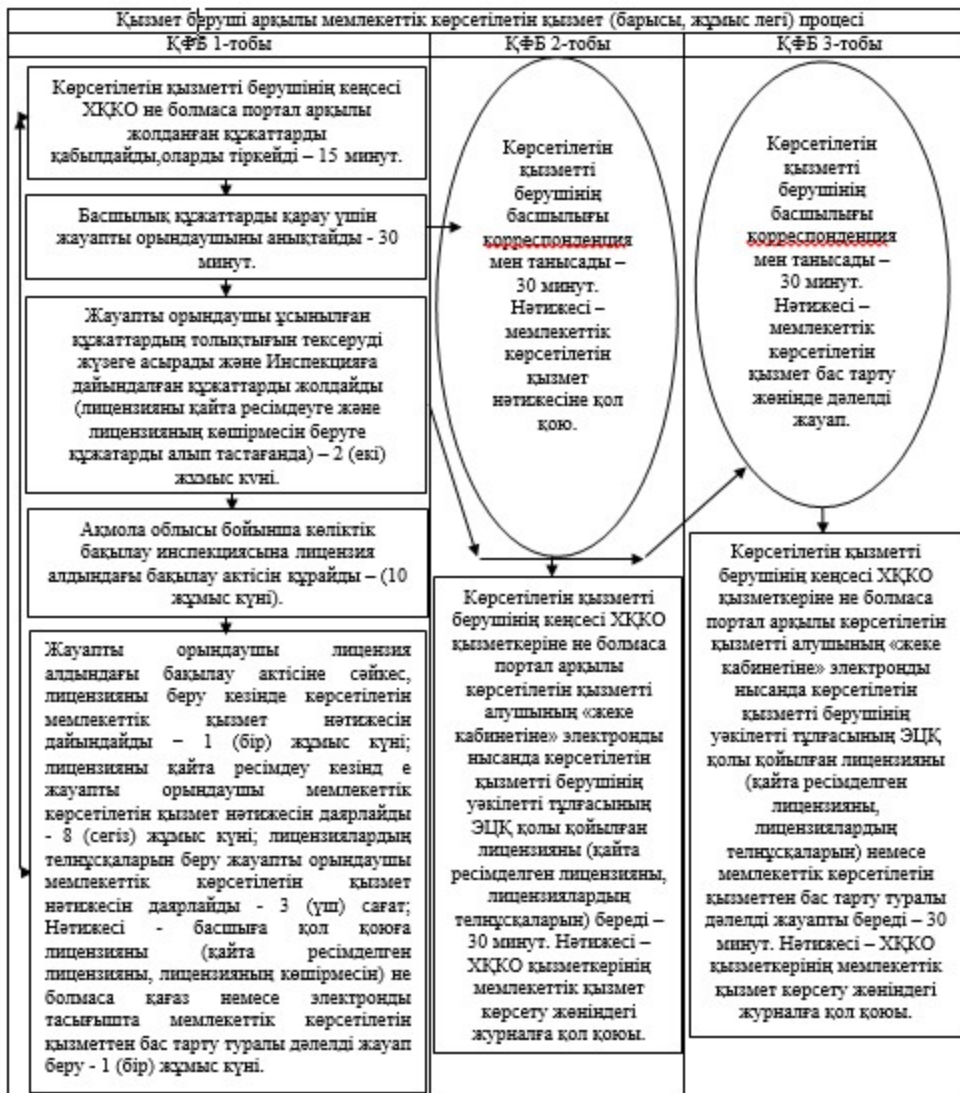 Қызмет беруші арқылы мемлекеттік көрсетілетін қызмет (барысы, жұмыс легі) процесі
ҚФБ 1-тобы
ҚФБ 2-тобы
ҚФБ 3-тобы
Көрсетілетін қызметті берушінің кеңсесі
ХҚКО не болмаса портал арқылы
жолданған құжаттарды
қабылдайды,оларды тіркейді – 15 минут.
Басшылық құжаттарды қарау үшін
жауапты орындаушыны анықтайды - 30
минут.
Жауапты орындаушы ұсынылған
құжаттардың толықтығын тексеруді
жүзеге асырады және Инспекцияға
дайындалған құжаттарды жолдайды
(лицензияны қайта ресімдеуге және
лицензияның көшірмесін беруге
құжатарды алып тастағанда) – 2 (екі)
жұмыс күні.
Ақмола облысы бойынша көліктік
бақылау инспекциясына лицензия
алдындағы бақылау актісін құрайды – (10
жұмыс күні).
Жауапты орындаушы лицензия
алдындағы бақылау актісіне сәйкес,
лицензияны беру кезінде көрсетілетін
мемлекеттік қызмет нәтижесін
дайындайды – 1 (бір) жұмыс күні;
лицензияны қайта ресімдеу кезінд е
жауапты орындаушы мемлекеттік
көрсетілетін қызмет нәтижесін даярлайды
- 8 (сегіз) жұмыс күні; лицензиялардың
телнұсқаларын беру жауапты орындаушы
мемлекеттік көрсетілетін қызмет
нәтижесін даярлайды - 3 (үш) сағат;
Нәтижесі - басшыға қол қоюға
лицензияны (қайта ресімделген
лицензияны, лицензияның көшірмесін) не
болмаса қағаз немесе электронды
тасығышта мемлекеттік көрсетілетін
қызметтен бас тарту туралы дәлелді жауап
беру - 1 (бір) жұмыс күні.
Көрсетілетін
қызметті
берушінің
басшылығы
корреспонденция
мен танысады –
30 минут.
Нәтижесі –
мемлекеттік
көрсетілетін
қызмет
нәтижесіне қол
қою.
Көрсетілетін қызметті
берушінің кеңсесі ХҚКО
қызметкеріне не болмаса
портал арқылы
көрсетілетін қызметті
алушының «жеке
кабинетіне» электронды
нысанда көрсетілетін
қызметті берушінің
уәкілетті тұлғасының
ЭЦҚ қолы қойылған
лицензияны (қайта
ресімделген лицензияны,
лицензиялардың
телнұсқаларын) береді –
30 минут. Нәтижесі –
ХҚКО қызметкерінің
мемлекеттік қызмет
көрсету жөніндегі
журналға қол қоюы.
Көрсетілетін
қызметті
берушінің
басшылығы
корреспонденция
мен танысады –
30 минут.
Нәтижесі –
мемлекеттік
көрсетілетін
қызмет бас тарту
жөнінде дәлелді
жауап.
Көрсетілетін қызметті
берушінің кеңсесі ХҚКО
қызметкеріне не болмаса
портал арқылы көрсетілетін
қызметті алушының «жеке
кабинетіне» электронды
нысанда көрсетілетін
қызметті берушінің
уәкілетті тұлғасының ЭЦҚ
қолы қойылған лицензияны
(қайта ресімделген
лицензияны,
лицензиялардың
телнұсқаларын) немесе
мемлекеттік көрсетілетін
қызметтен бас тарту туралы
дәлелді жауапты береді – 30
минут. Нәтижесі – ХҚКО
қызметкерінің мемлекеттік
қызмет көрсету жөніндегі
журналға қол қоюы.